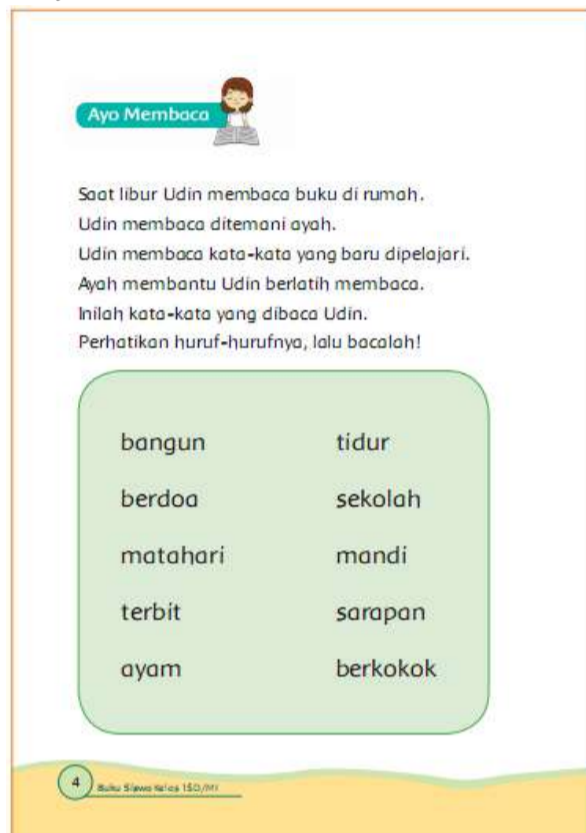 Ayo Membaca
Saat libur Udin membaca buku di rumah.
Udin membaca ditemani ayah.
Udin membaca kata-kata yang baru dipelajari.
Ayah membantu Udin berlatih membaca.
Inilah kata-kata yang dibaca Udin.
Perhatikan huruf-hurufnya, lalu bacalah!
bangun tidur
berdoa sekolah
matahari mandi
terbit sarapan
ayam berkokok
4 Buku Siswa Kelas 1SD/MI